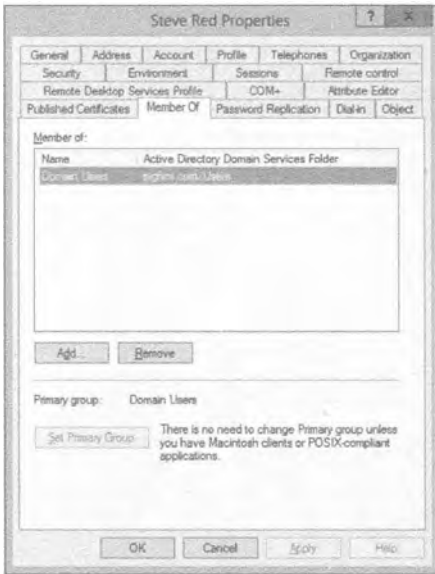 Steve Red Properties
?
General Address Account Profile Telephones Organization
Security Environment Sessions Remote control
Remote Desktop Services Profile COM+ Attribute Editor
Published Certificates Member Of Password Replication Dial-in Object
Member of:
Name Active Directory Domain Services Folder
Domain Users
Add... Remove
Primary group: Domain Users
Set Primary Group There is no need to change Primary group unless
you have Macintosh clients or POSIX-compliant
applications.
OK Cancel Apply Help